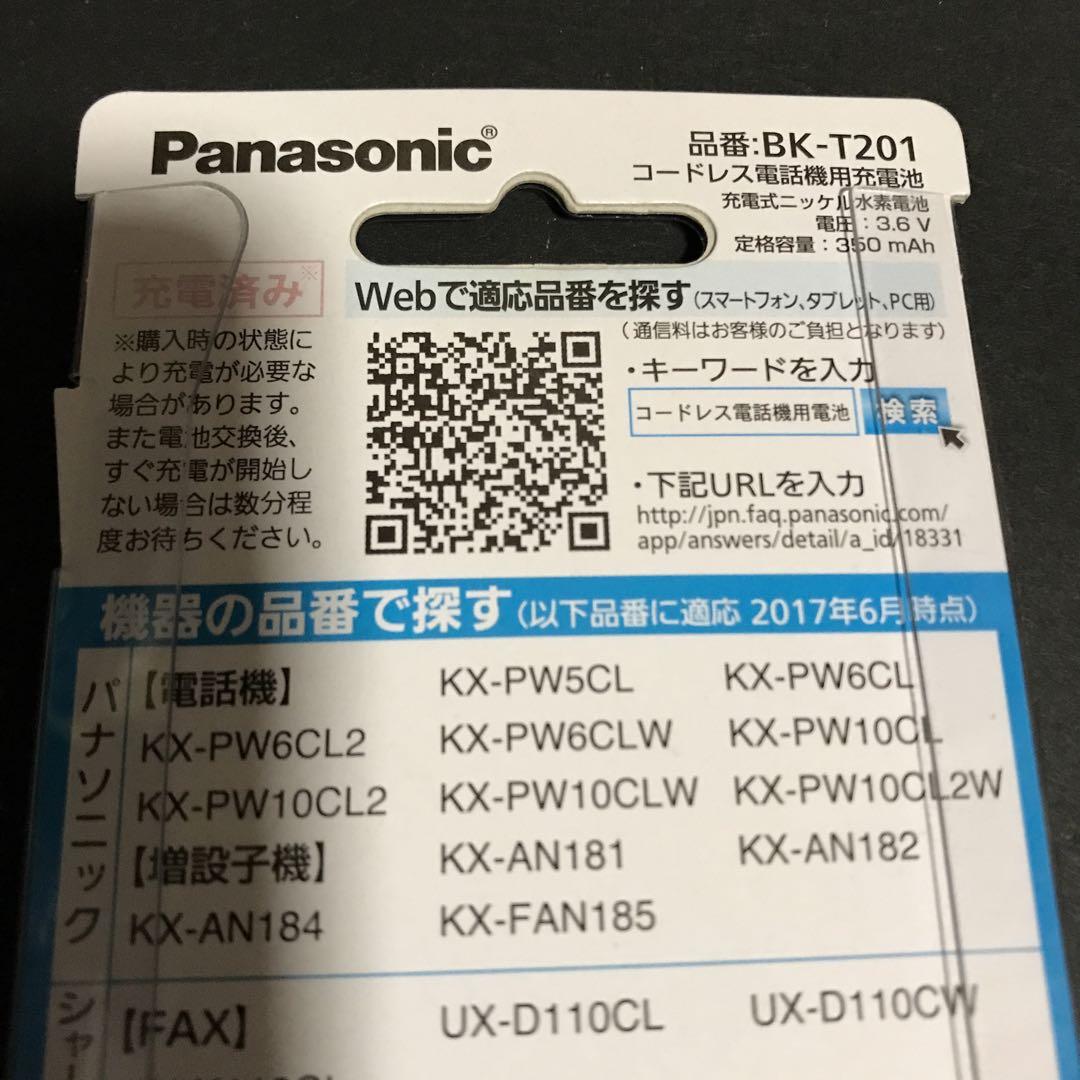 Panasonic®
品番:BK-T201
コードレス電話機用充電池
充電式ニッケル水素電池
電圧：3.6 V
定格容量：350 mAh
充電済み※
※購入時の状態に
より充電が必要な
場合があります。
また電池交換後、
すぐ充電が開始し
ない場合は数分程
度お待ちください。
Webで適応品番を探す(スマートフォン、タブレット、PC用)
(通信料はお客様のご負担となります)
・キーワードを入力
コードレス電話機用電池 検索
・下記URLを入力
http://jpn.faq.panasonic.com/
app/answers/detail/a_id/18331
機器の品番で探す(以下品番に適応 2017年6月時点)
パナソニック
【電話機】 KX-PW5CL KX-PW6CL
KX-PW6CL2 KX-PW6CLW KX-PW10CL
KX-PW10CL2 KX-PW10CLW KX-PW10CL2W
【増設子機】 KX-AN181 KX-AN182
KX-AN184 KX-FAN185
シャー
【FAX】 UX-D110CL UX-D110CW